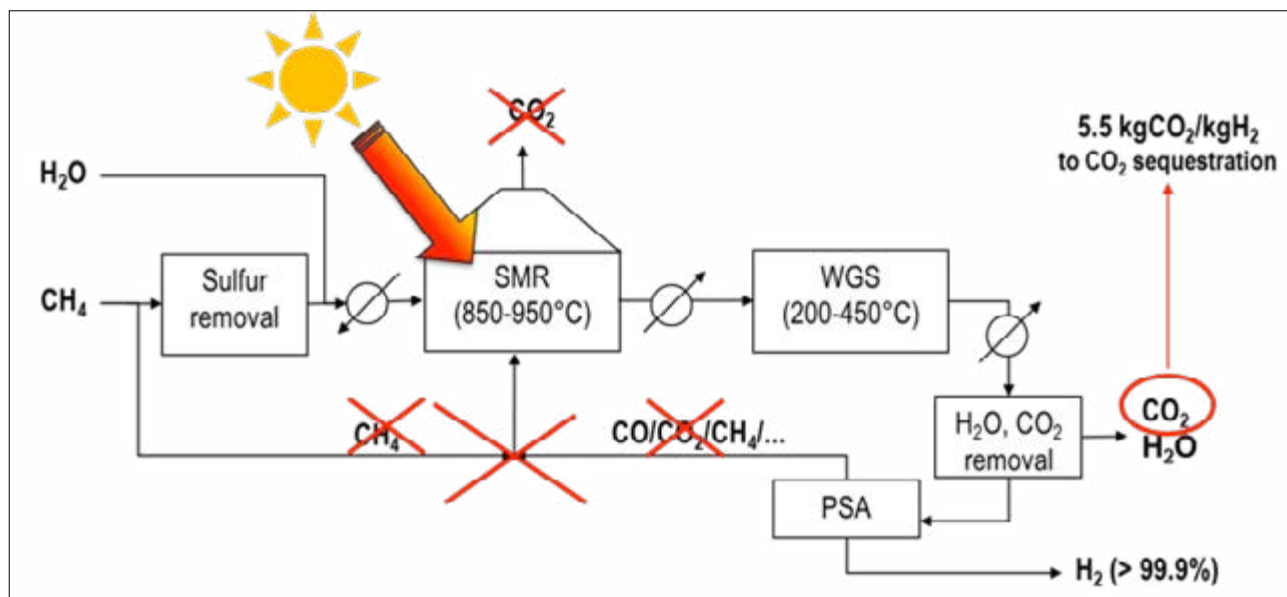 CO₂
5.5 kgCO₂/kgH₂
to CO₂ sequestration
H₂O
CH₄
Sulfur
removal
SMR
(850-950°C)
WGS
(200-450°C)
CH₄
CO/CO₂/CH₄/...
H₂O, CO₂
removal
CO₂
H₂O
PSA
H₂ (> 99.9%)